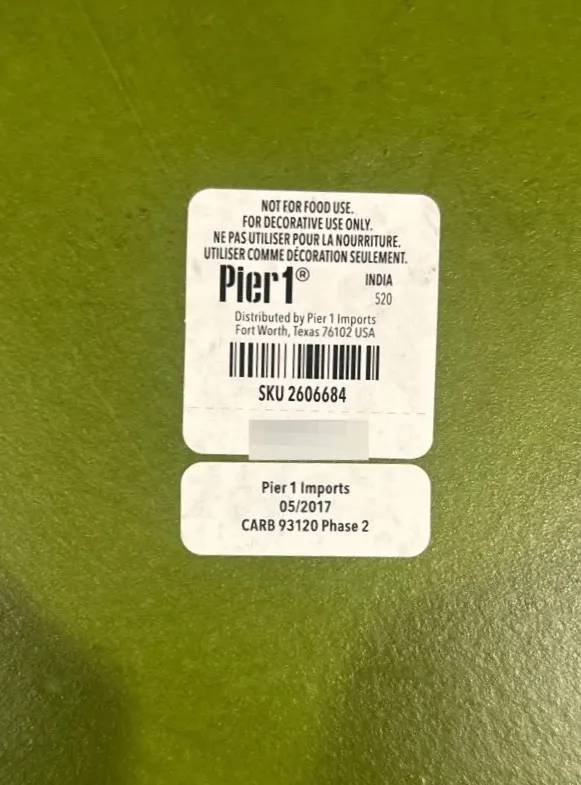 NOT FOR FOOD USE.
FOR DECORATIVE USE ONLY.
NE PAS UTILISER POUR LA NOURRITURE.
UTILISER COMME DÉCORATION SEULEMENT.
Pier1® INDIA
520
Distributed by Pier 1 Imports
Fort Worth, Texas 76102 USA
SKU 2606684
Pier 1 Imports
05/2017
CARB 93120 Phase 2